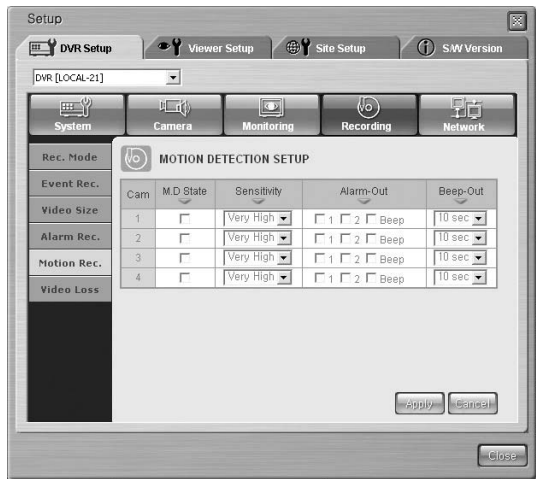 Setup
DVR Setup Viewer Setup Site Setup S/W Version
DVR [LOCAL-21]
System Camera Monitoring Recording Network
Rec. Mode
Event Rec.
Video Size
Alarm Rec.
Motion Rec.
Video Loss
MOTION DETECTION SETUP
Cam M.D State Sensitivity Alarm-Out Beep-Out
1 Very High 1 2 Beep 10 sec
2 Very High 1 2 Beep 10 sec
3 Very High 1 2 Beep 10 sec
4 Very High 1 2 Beep 10 sec
Apply Cancel
Close